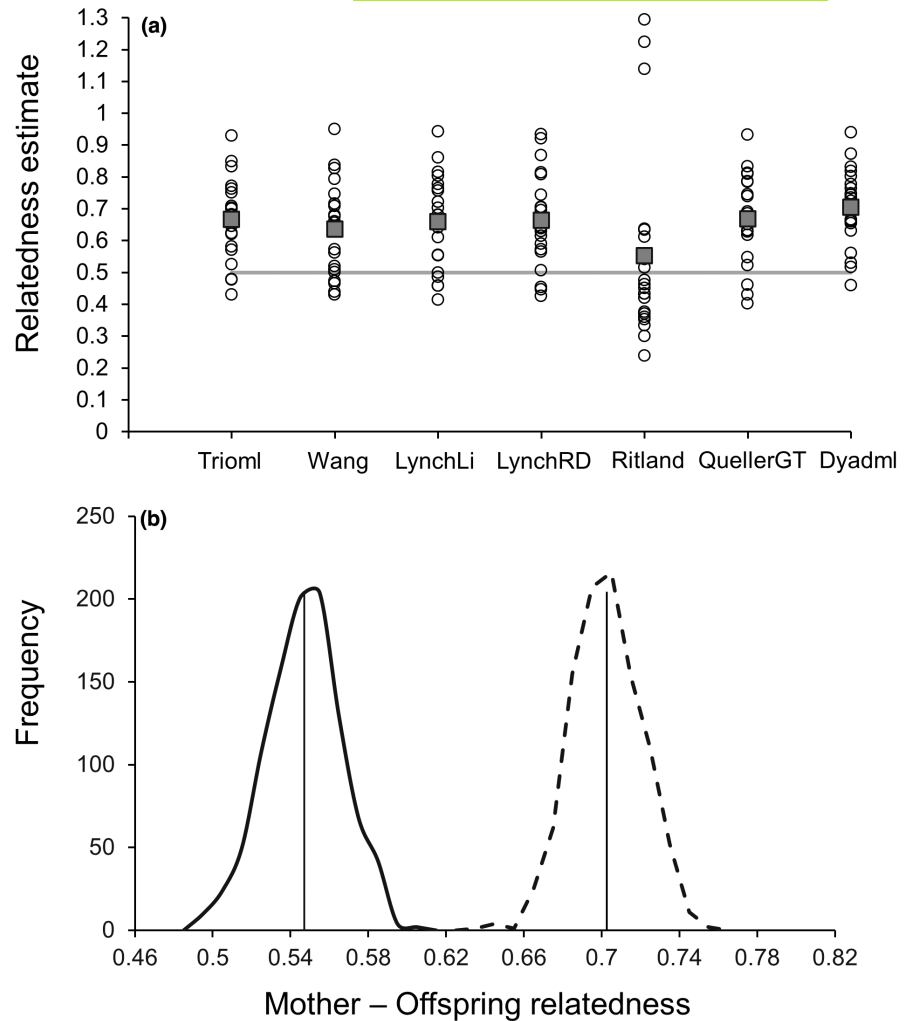 (a)
Relatedness estimate
1.3
1.2
1.1
1
0.9
0.8
0.7
0.6
0.5
0.4
0.3
0.2
0.1
0
Trioml Wang LynchLi LynchRD Ritland QuellerGT Dyadml
(b)
Frequency
250
200
150
100
50
0
0.46 0.5 0.54 0.58 0.62 0.66 0.7 0.74 0.78 0.82
Mother – Offspring relatedness